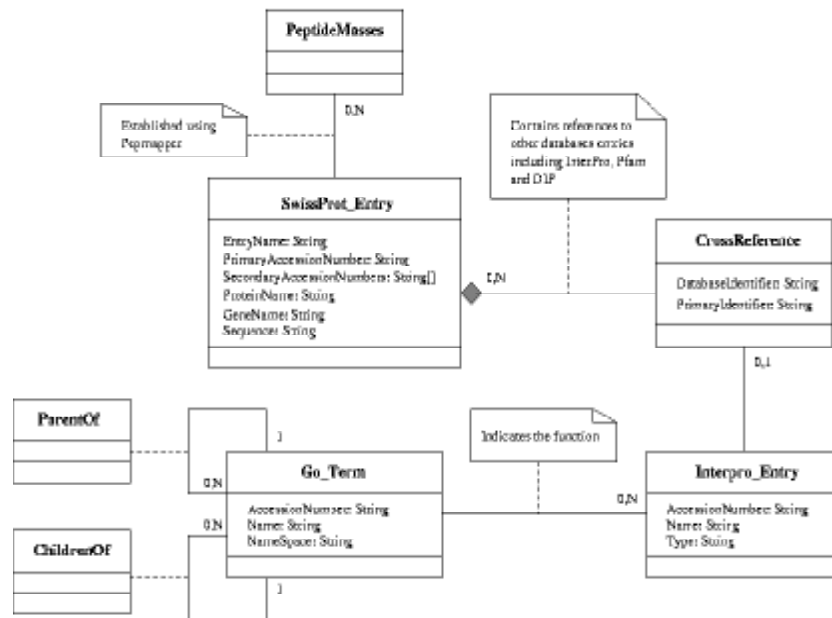 PeptideMasses
0,N
Established using
Pepmapper
Contains references to
other databases entries
including InterPro, Pfam
and DIP
SwissProt_Entry
EntryName: String
PrimaryAccessionNumber: String
SecondaryAccessionNumbers: String[]
ProteinName: String
GeneName: String
Sequence: String
0,N
CrossReference
DatabaseIdentifier: String
PrimaryIdentifier: String
0,1
ParentOf
1
0,N
Indicates the function
Go_Term
AccessionNumber: String
Name: String
NameSpace: String
0,N
Interpro_Entry
AccessionNumber: String
Name: String
Type: String
0,N
ChildrenOf
1